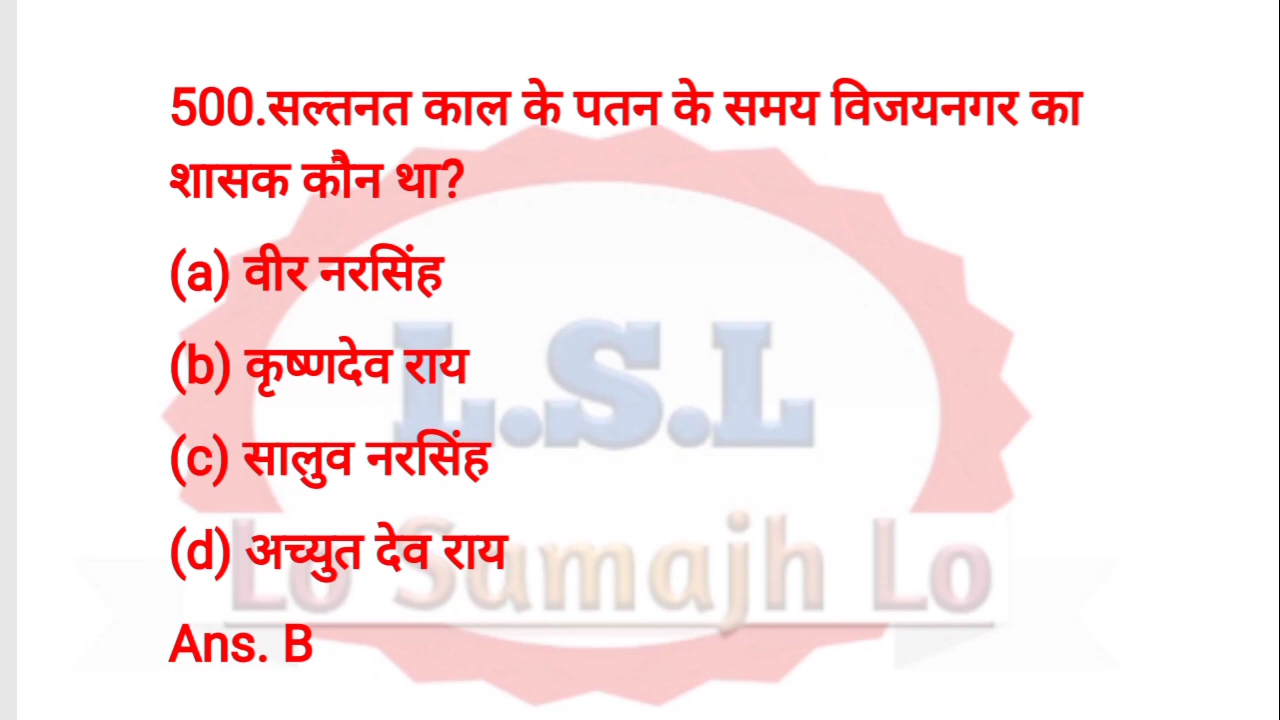 500.सल्तनत काल के पतन के समय विजयनगर का
शासक कौन था?
(a) वीर नरसिंह
(b) कृष्णदेव राय
L.S.L
(c) सालुव नरसिंह
(d) अच्युत देव राय
Lo Samajh Lo
Ans. B